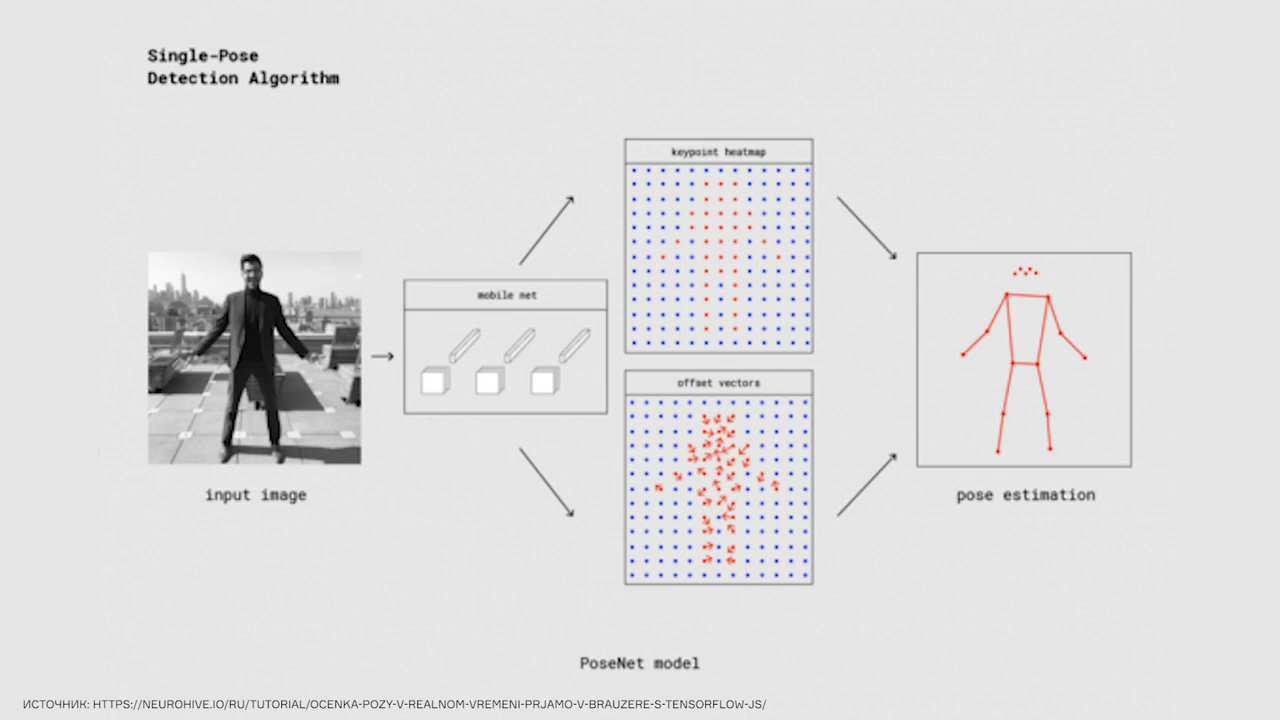 Single-Pose
Detection Algorithm
keypoint heatmap
mobile net
offset vectors
input image
pose estimation
PoseNet model
ИСТОЧНИК: HTTPS://NEUROHIVE.IO/RU/TUTORIAL/OCENKA-POZY-V-REALNOM-VREMENI-PRJAMO-V-BRAUZERE-S-TENSORFLOW-JS/